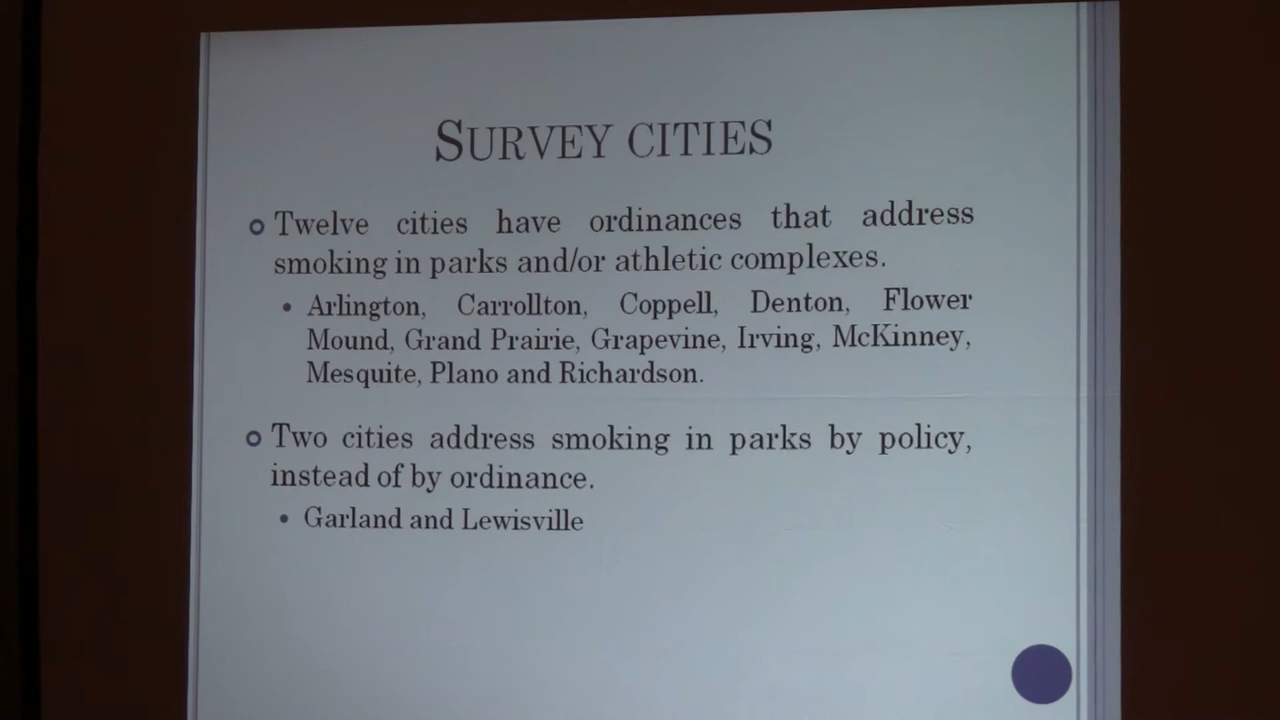 SURVEY CITIES
Twelve cities have ordinances that address
smoking in parks and/or athletic complexes.
Arlington, Carrollton, Coppell, Denton, Flower
Mound, Grand Prairie, Grapevine, Irving, McKinney,
Mesquite, Plano and Richardson.
Two cities address smoking in parks by policy,
instead of by ordinance.
Garland and Lewisville